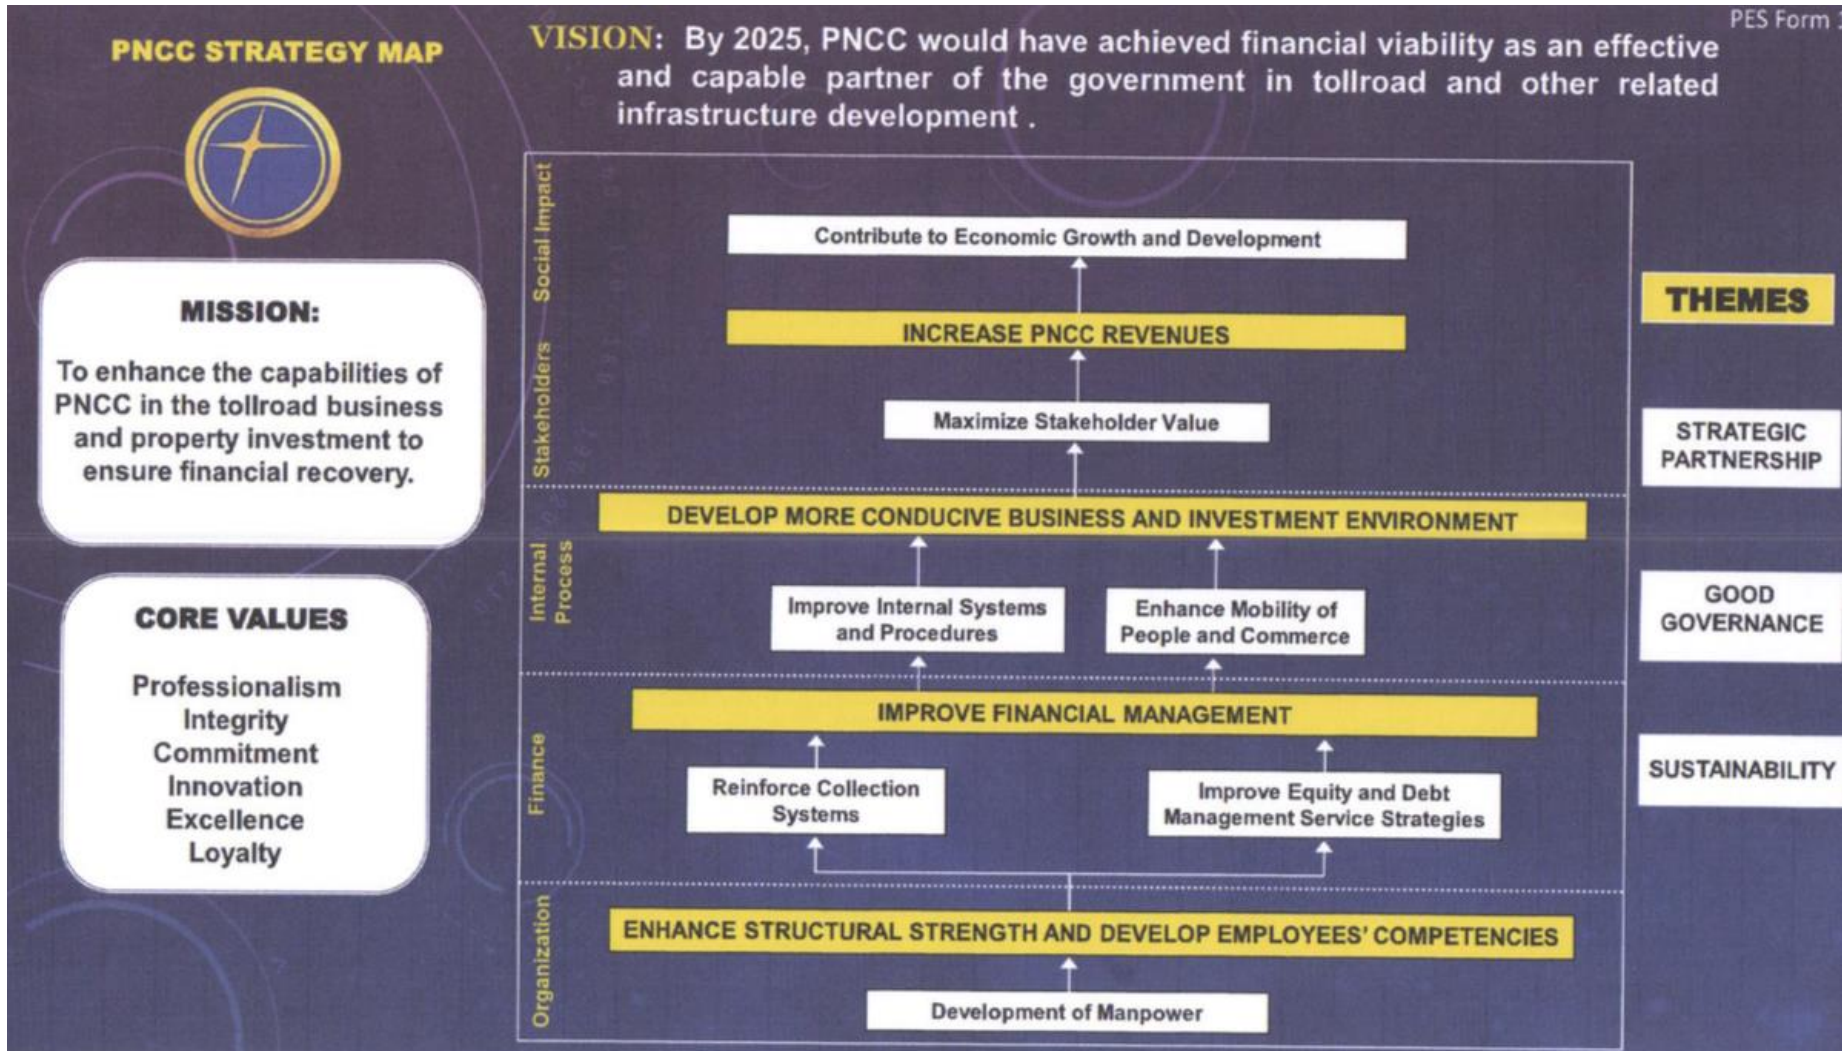 PES Form
PNCC STRATEGY MAP
VISION: By 2025, PNCC would have achieved financial viability as an effective
and capable partner of the government in tollroad and other related
infrastructure development .
MISSION:
To enhance the capabilities of
PNCC in the tollroad business
and property investment to
ensure financial recovery.
CORE VALUES
Professionalism
Integrity
Commitment
Innovation
Excellence
Loyalty
Social Impact
Contribute to Economic Growth and Development
INCREASE PNCC REVENUES
Stakeholders
Maximize Stakeholder Value
DEVELOP MORE CONDUCIVE BUSINESS AND INVESTMENT ENVIRONMENT
Internal
Process
Improve Internal Systems
and Procedures
Enhance Mobility of
People and Commerce
IMPROVE FINANCIAL MANAGEMENT
Finance
Reinforce Collection
Systems
Improve Equity and Debt
Management Service Strategies
Organization
ENHANCE STRUCTURAL STRENGTH AND DEVELOP EMPLOYEES' COMPETENCIES
Development of Manpower
THEMES
STRATEGIC
PARTNERSHIP
GOOD
GOVERNANCE
SUSTAINABILITY